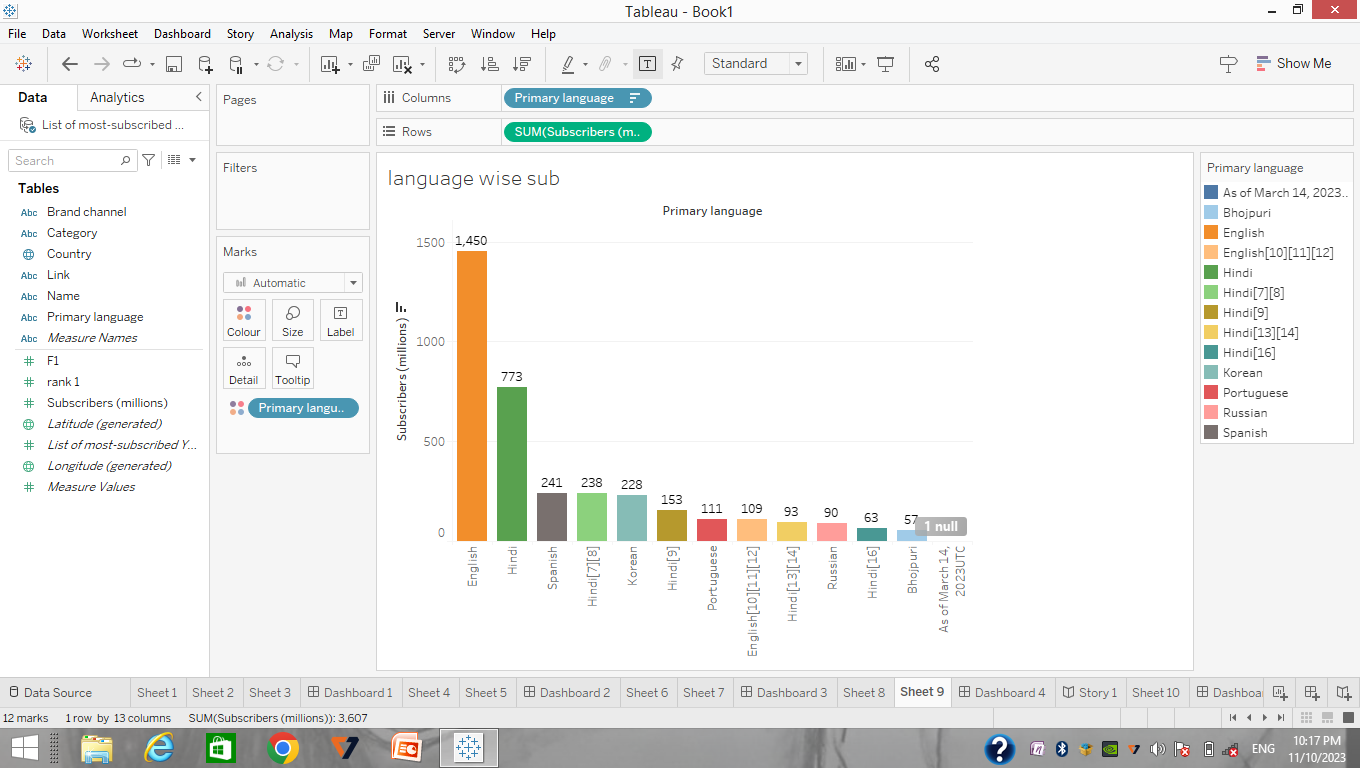 Tableau - Book1
File Data Worksheet Dashboard Story Analysis Map Format Server Window Help
Standard
Show Me
Data Analytics
List of most-subscribed ...
Search
Tables
Abc Brand channel
Abc Category
Country
Abc Link
Abc Name
Abc Primary language
Abc Measure Names
F1
rank 1
Subscribers (millions)
Latitude (generated)
List of most-subscribed Y...
Longitude (generated)
Measure Values
Pages
Filters
Marks
Automatic
Colour Size Label
Detail Tooltip
Primary langu..
Columns Primary language
Rows SUM(Subscribers (m..
language wise sub
Primary language
Subscribers (millions)
1500
1000
500
0
1,450
773
241
238
228
153
111
109
93
90
63
57
1 null
English
Hindi
Spanish
Hindi[7][8]
Korean
Hindi[9]
Portuguese
English[10][11][12]
Hindi[13][14]
Russian
Hindi[16]
Bhojpuri
As of March 14,
2023UTC
Primary language
As of March 14, 2023..
Bhojpuri
English
English[10][11][12]
Hindi
Hindi[7][8]
Hindi[9]
Hindi[13][14]
Hindi[16]
Korean
Portuguese
Russian
Spanish
Data Source Sheet 1 Sheet 2 Sheet 3 Dashboard 1 Sheet 4 Sheet 5 Dashboard 2 Sheet 6 Sheet 7 Dashboard 3 Sheet 8 Sheet 9 Dashboard 4 Story 1 Sheet 10 Dashboa
12 marks 1 row by 13 columns SUM(Subscribers (millions)): 3,607
ENG
10:17 PM
11/10/2023